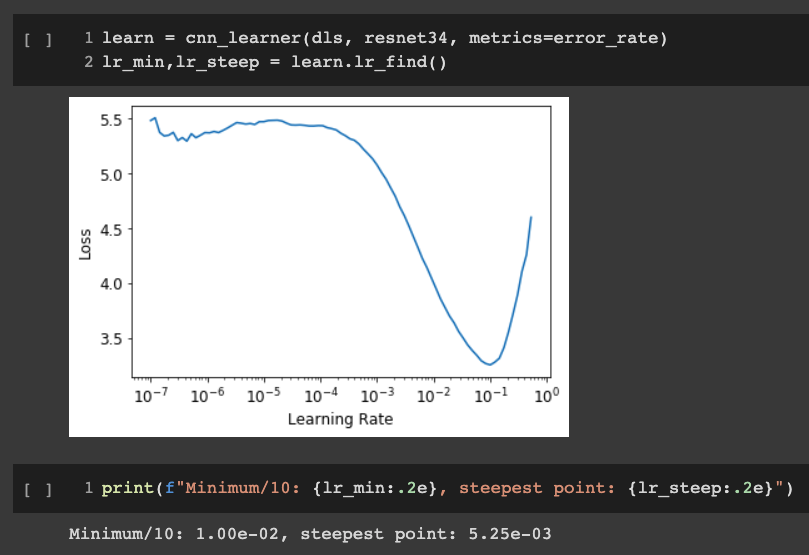 [ ] 1 learn = cnn_learner(dls, resnet34, metrics=error_rate)
2 lr_min,lr_steep = learn.lr_find()
5.5
5.0
4.5
4.0
3.5
Loss
10⁻⁷ 10⁻⁶ 10⁻⁵ 10⁻⁴ 10⁻³ 10⁻² 10⁻¹ 10⁰
Learning Rate
[ ] 1 print(f"Minimum/10: {lr_min:.2e}, steepest point: {lr_steep:.2e}")
Minimum/10: 1.00e-02, steepest point: 5.25e-03